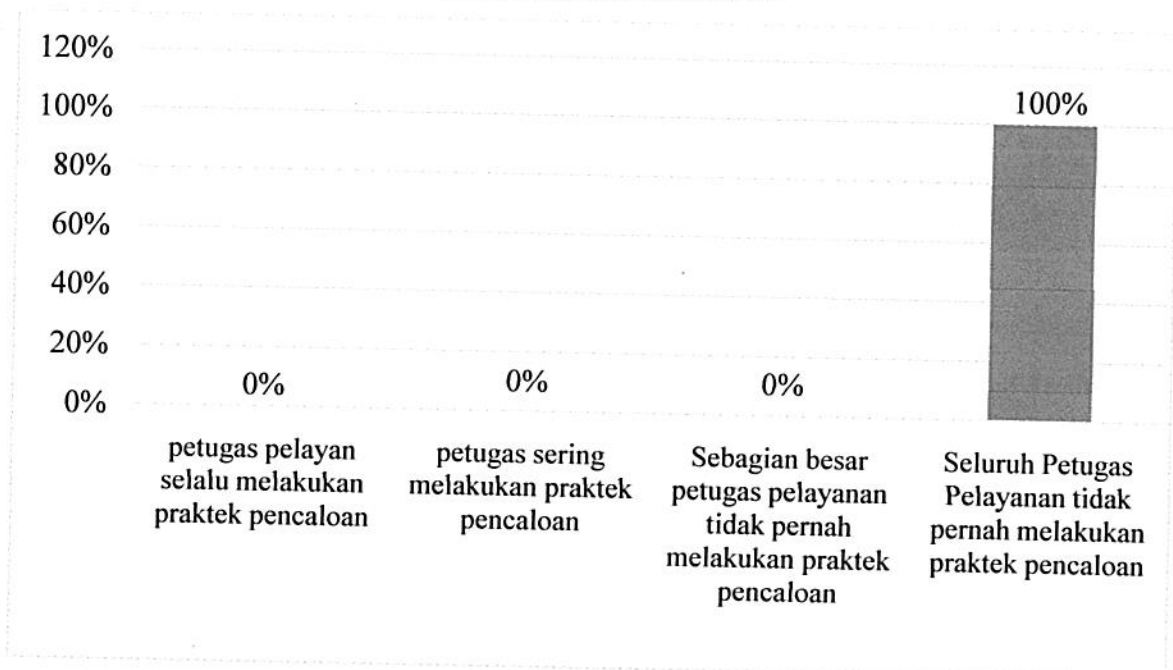 120%
100%
80%
60%
40%
20%
0%
100%
0%
0%
0%
petugas pelayan
selalu melakukan
praktek pencaloan
petugas sering
melakukan praktek
pencaloan
Sebagian besar
petugas pelayanan
tidak pernah
melakukan praktek
pencaloan
Seluruh Petugas
Pelayanan tidak
pernah melakukan
praktek pencaloan